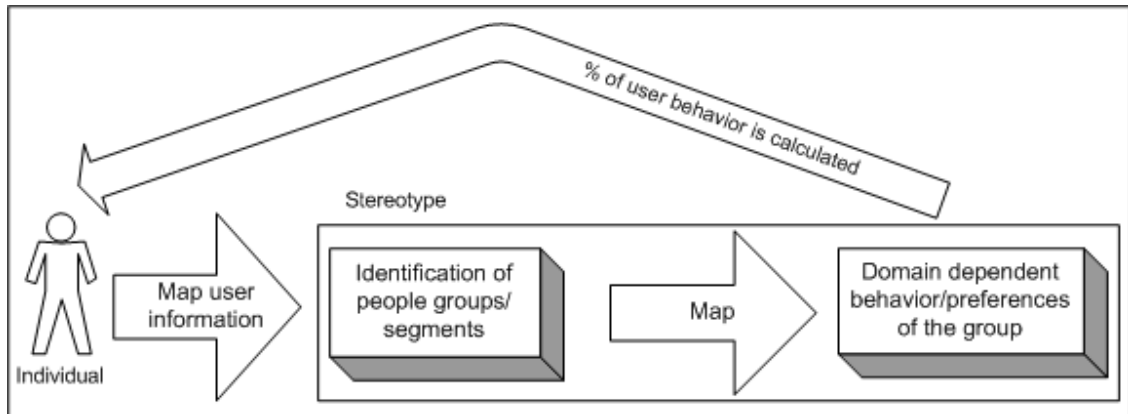 % of user behavior is calculated
Stereotype
Individual
Map user
information
Identification of
people groups/
segments
Map
Domain dependent
behavior/preferences
of the group